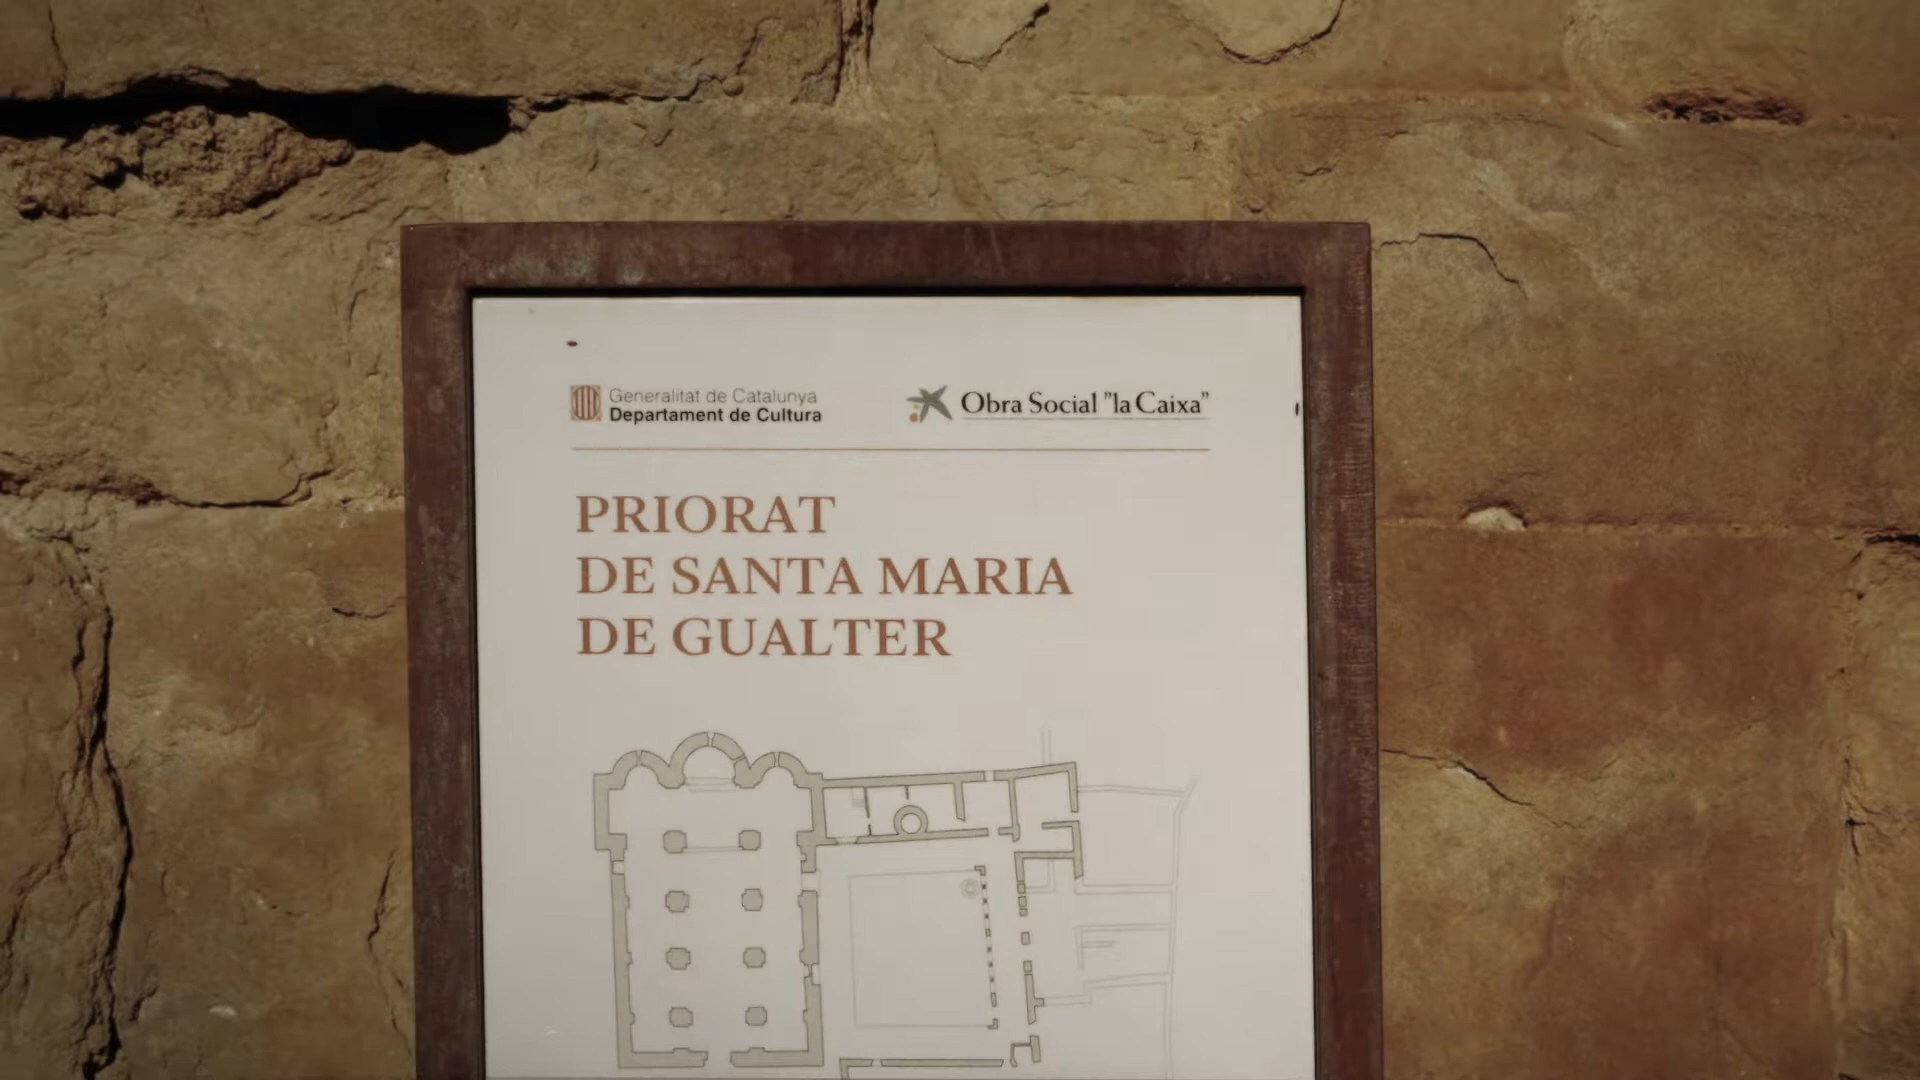 Generalitat de Catalunya
Departament de Cultura
Obra Social "la Caixa"
PRIORAT
DE SANTA MARIA
DE GUALTER